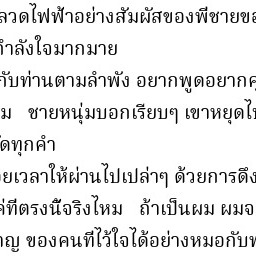 ลวดไฟฟ้าอย่างสัมผัสของพี่ชายขอ
กำลังใจมากมาย
กับท่านตามลำพัง อยากพูดอยากคุ
ม ชายหนุ่มบอกเรียบๆ เขาหยุดไป
ทุกคำ
ยเวลาให้ผ่านไปเปล่าๆ ด้วยการดึง
ที่ตรงนี้จริงไหม ถ้าเป็นผม ผมจ
ญ ของคนที่ไว้ใจได้อย่างหมอกับ